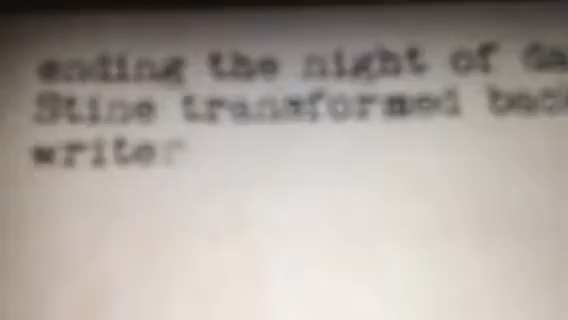 ending the night of
Stine transformed
writer